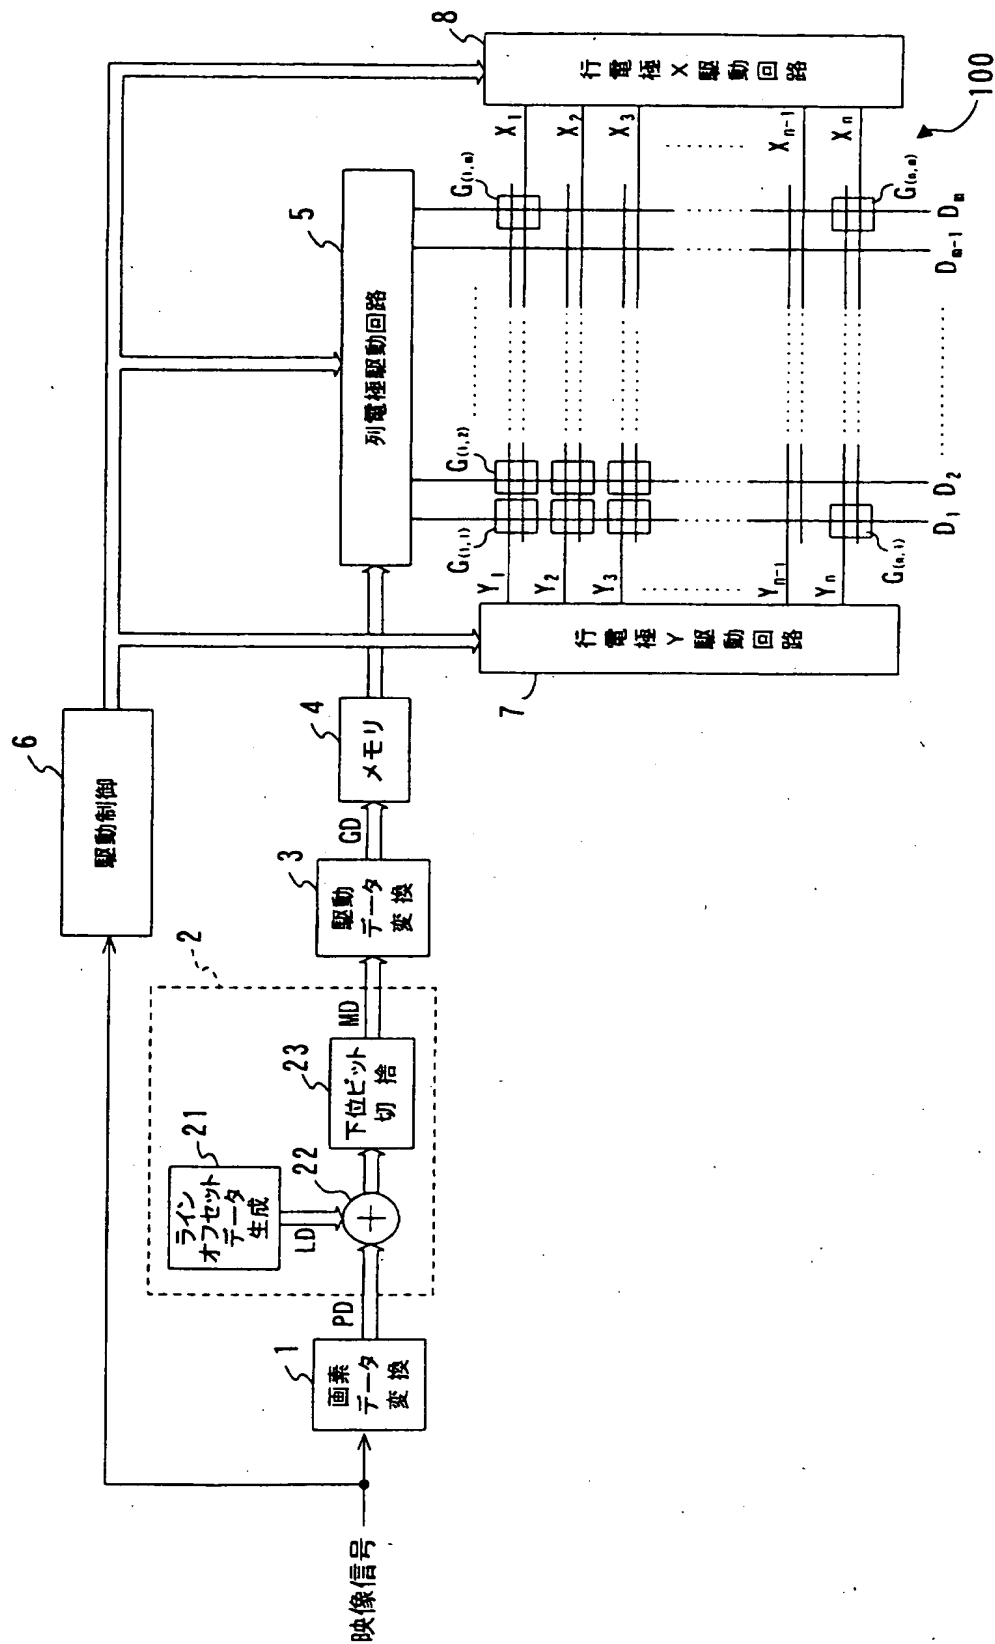 6
駆動制御
2
ライン
オフセット
データ
生成
21
LD
22
下位ビット
切捨
23
MD
映像信号
画素
データ
変換
1
PD
駆動
データ
変換
3
GD
メモリ
4
列電極駆動回路
5
行電極Y駆動回路
7
行電極X駆動回路
8
G(1,1)
G(1,2)
G(1,m)
G(n,1)
G(n,m)
Y1
Y2
Y3
Yn-1
Yn
X1
X2
X3
Xn-1
Xn
D1
D2
Dm-1
Dm
100